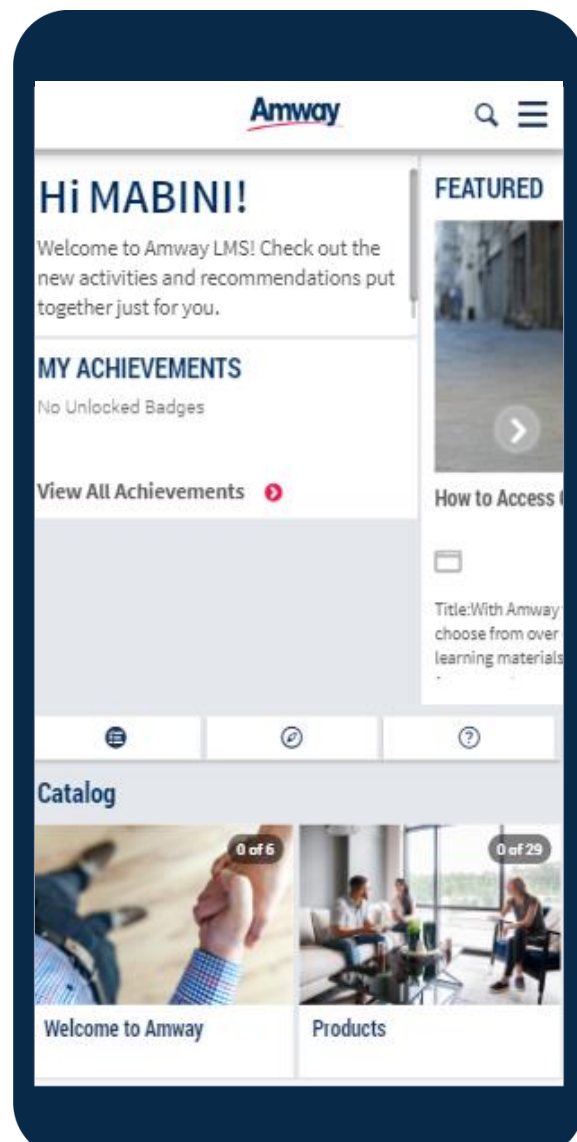 Amway
Hi MABINI!
Welcome to Amway LMS! Check out the
new activities and recommendations put
together just for you.
MY ACHIEVEMENTS
No Unlocked Badges
View All Achievements
FEATURED
How to Access
Title:With Amway
choose from over
learning materials
Catalog
0 of 6
Welcome to Amway
0 of 29
Products